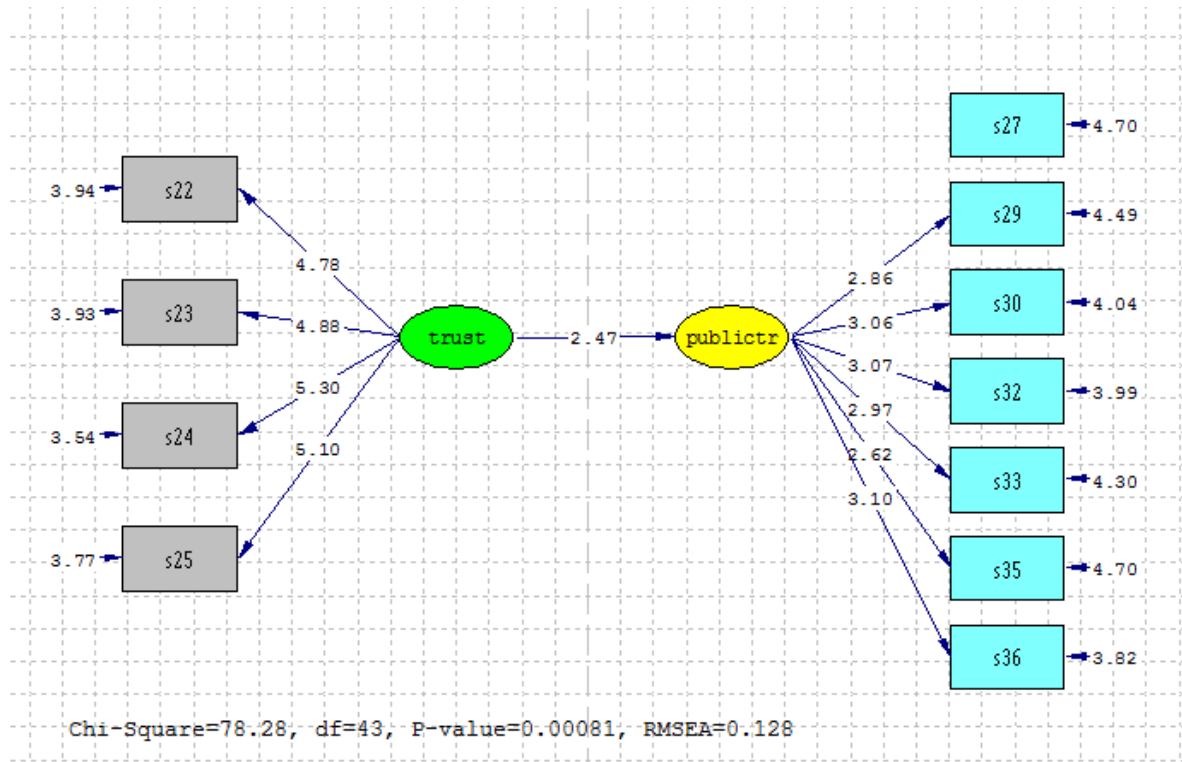 s27
4.70
3.94
s22
s29
4.49
4.78
2.86
s30
4.04
3.93
s23
4.88
3.06
trust
2.47
publictr
3.07
5.30
s32
3.99
2.97
3.54
s24
5.10
2.62
s33
4.30
3.10
3.77
s25
s35
4.70
s36
3.82
Chi-Square=78.28, df=43, P-value=0.00081, RMSEA=0.128